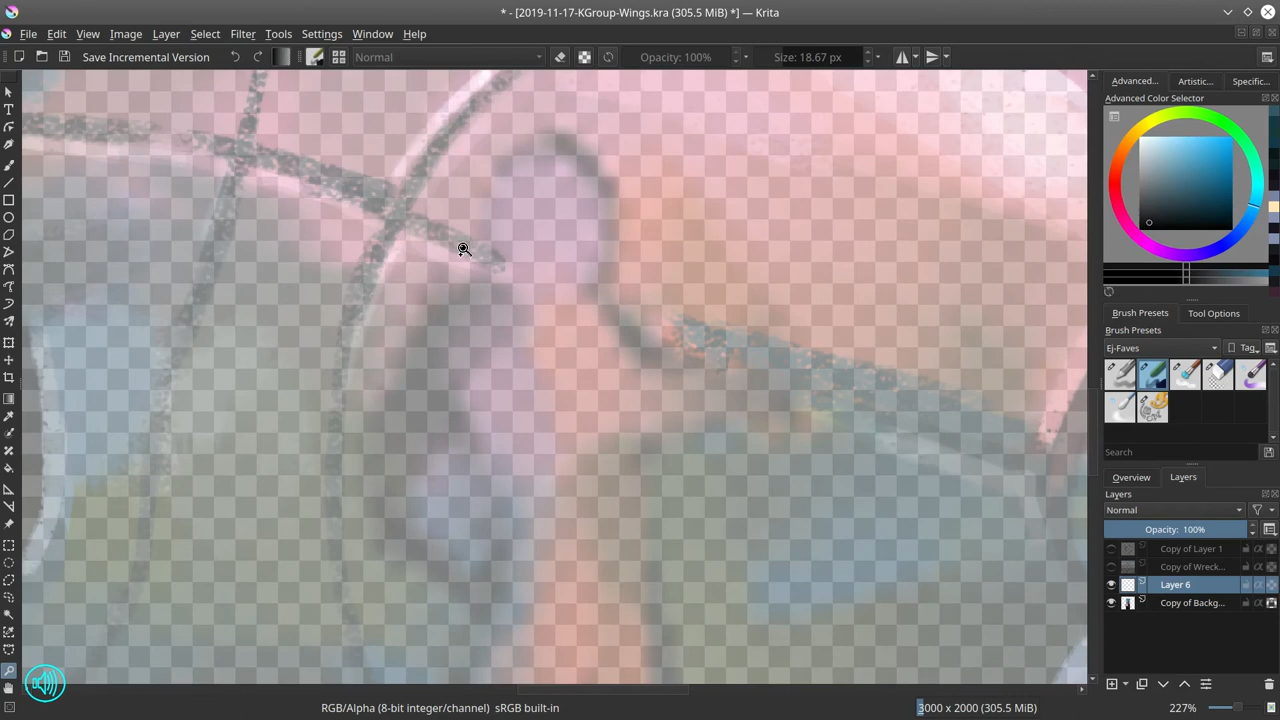 * - [2019-11-17-KGroup-Wings.kra (305.5 MiB) *] — Krita
File Edit View Image Layer Select Filter Tools Settings Window Help
Save Incremental Version Normal Opacity: 100% Size: 18.67 px
Advanced... Artistic... Specific...
Advanced Color Selector
Brush Presets Tool Options
Brush Presets
Ej-Faves Tag
Search
Overview Layers
Layers
Normal
Opacity: 100%
Copy of Layer 1
Copy of Wreck...
Layer 6
Copy of Backg...
RGB/Alpha (8-bit integer/channel) sRGB built-in 3000 x 2000 (305.5 MiB) 227%